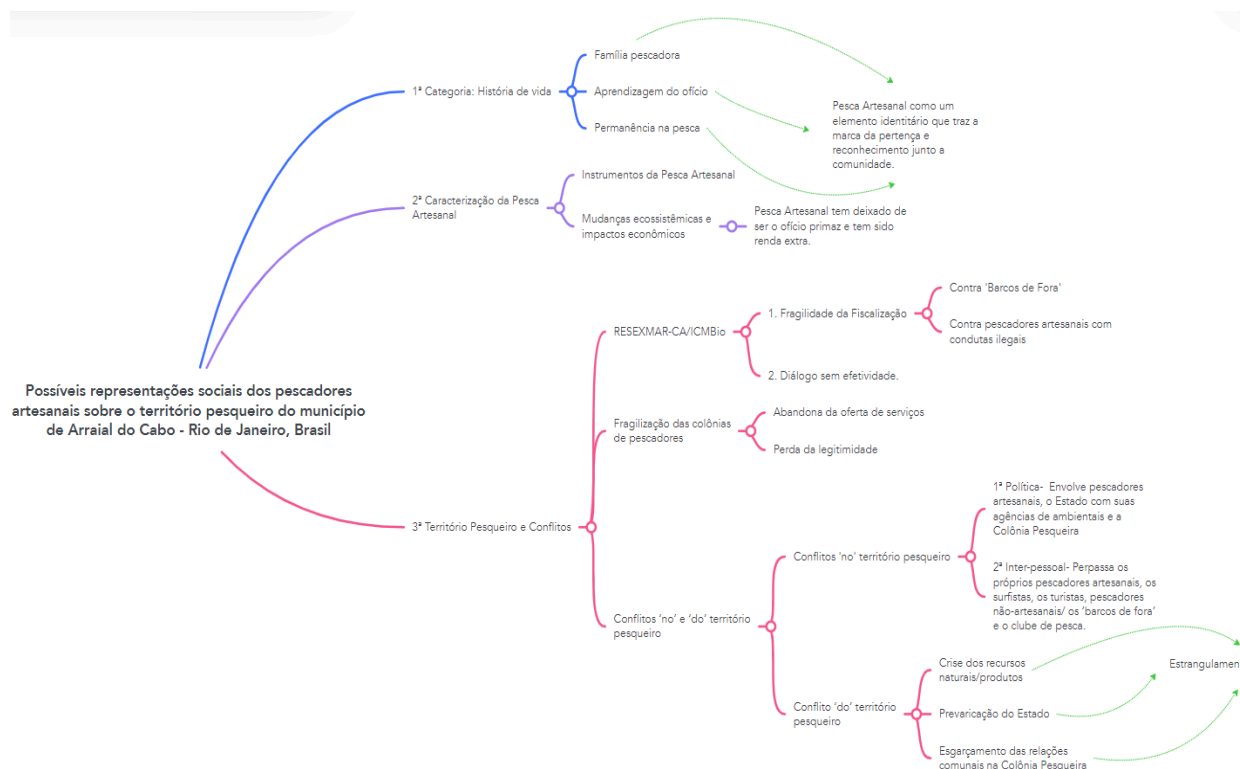 Família pescadora
1ª Categoria: História de vida
Aprendizagem do ofício
Permanência na pesca
Pesca Artesanal como um
elemento identitário que traz a
marca da pertença e
reconhecimento junto a
comunidade.
2ª Caracterização da Pesca
Artesanal
Instrumentos da Pesca Artesanal
Mudanças ecossistêmicas e
impactos econômicos
Pesca Artesanal tem deixado de
ser o ofício primaz e tem sido
renda extra.
Possíveis representações sociais dos pescadores
artesanais sobre o território pesqueiro do município
de Arraial do Cabo - Rio de Janeiro, Brasil
3ª Território Pesqueiro e Conflitos
RESEXMAR-CA/ICMBio
1. Fragilidade da Fiscalização
Contra 'Barcos de Fora'
Contra pescadores artesanais com
condutas ilegais
2. Diálogo sem efetividade.
Fragilização das colônias
de pescadores
Abandona da oferta de serviços
Perda da legitimidade
Conflitos 'no' e 'do' território
pesqueiro
Conflitos 'no' território pesqueiro
1ª Política- Envolve pescadores
artesanais, o Estado com suas
agências de ambientais e a
Colônia Pesqueira
2ª Inter-pessoal- Perpassa os
próprios pescadores artesanais, os
surfistas, os turistas, pescadores
não-artesanais/ os 'barcos de fora'
e o clube de pesca.
Conflito 'do' território
pesqueiro
Crise dos recursos
naturais/produtos
Prevaricação do Estado
Esgarçamento das relações
comunais na Colônia Pesqueira
Estrangulamen